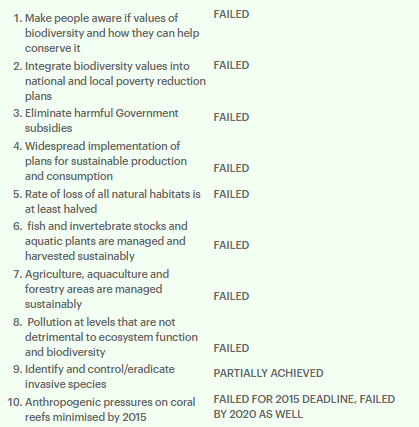 1. Make people aware if values of FAILED
biodiversity and how they can help
conserve it
2. Integrate biodiversity values into FAILED
national and local poverty reduction
plans
3. Eliminate harmful Government FAILED
subsidies
4. Widespread implementation of
plans for sustainable production
and consumption FAILED
5. Rate of loss of all natural habitats is FAILED
at least halved
6. fish and invertebrate stocks and
aquatic plants are managed and FAILED
harvested sustainably
7. Agriculture, aquaculture and
forestry areas are managed FAILED
sustainably
8. Pollution at levels that are not
detrimental to ecosystem function
and biodiversity FAILED
9. Identify and control/eradicate PARTIALLY ACHIEVED
invasive species
10. Anthropogenic pressures on coral FAILED FOR 2015 DEADLINE, FAILED
reefs minimised by 2015 BY 2020 AS WELL